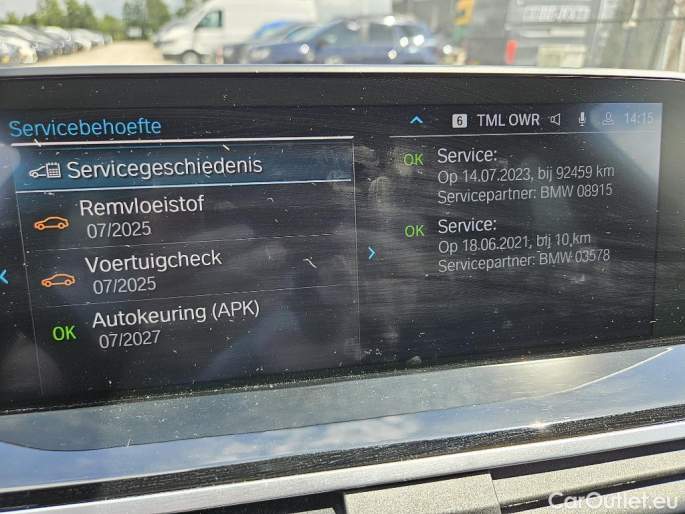 Servicebehoefte
6 TML OWR 14:15
Servicegeschiedenis
Remvloeistof
07/2025
Voertuigcheck
07/2025
OK Autokeuring (APK)
07/2027
OK Service:
Op 14.07.2023, bij 92459 km
Servicepartner: BMW 08915
OK Service:
Op 18.06.2021, bij 10 km
Servicepartner: BMW 03578
CarOutlet.eu